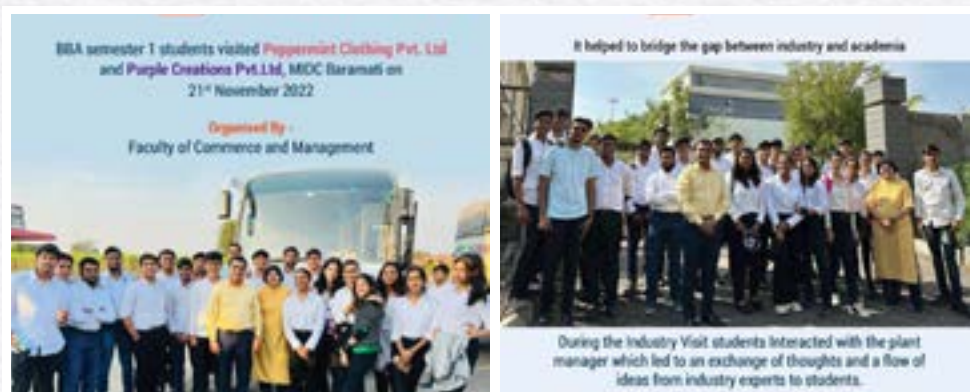 BBA semester 1 students visited Peppermint Clothing Pvt. Ltd
and Purple Creations Pvt.Ltd, MIDC Baramati on
21st November 2022
Organised By -
Faculty of Commerce and Management
It helped to bridge the gap between industry and academia
During the Industry Visit students Interacted with the plant
manager which led to an exchange of thoughts and a flow of
ideas from industry experts to students.